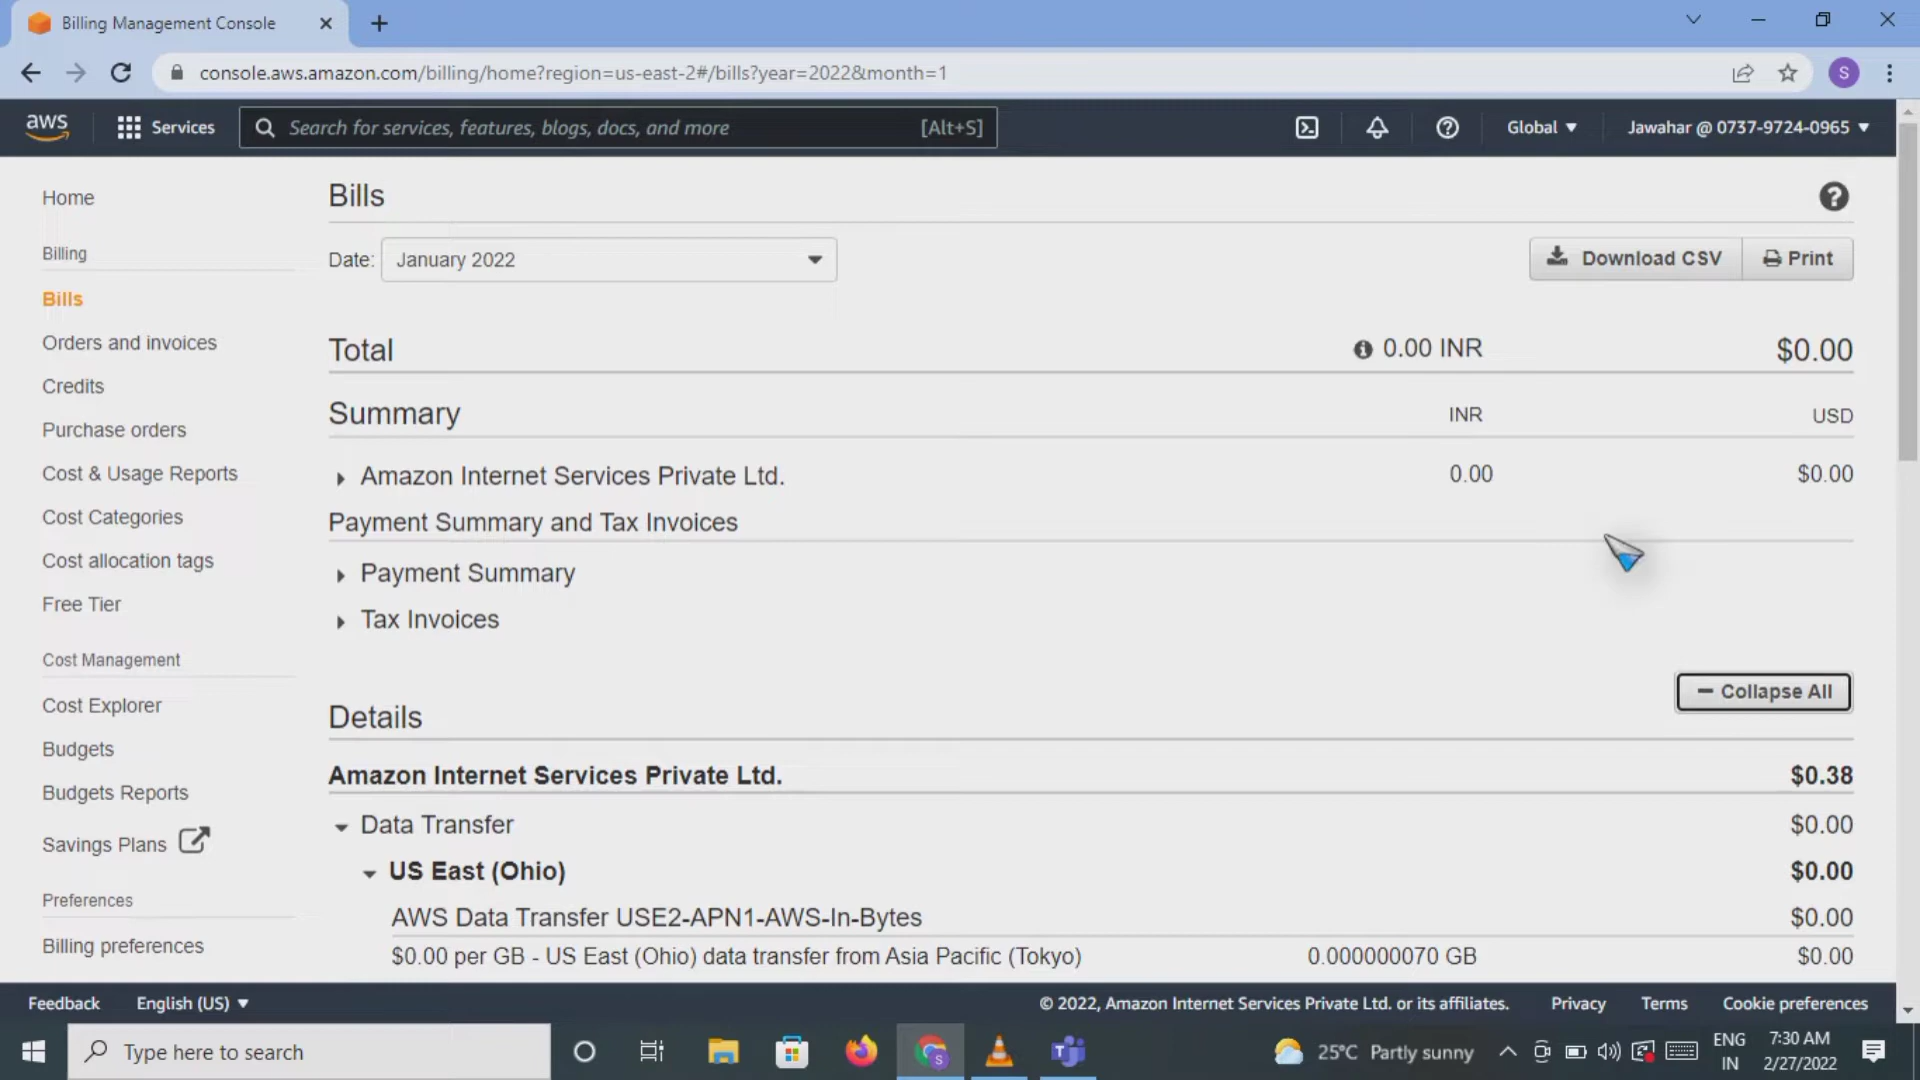 Billing Management Console
console.aws.amazon.com/billing/home?region=us-east-2#/bills?year=2022&month=1
S
aws
Services
Search for services, features, blogs, docs, and more
[Alt+S]
Global
Jawahar @ 0737-9724-0965
Home
Billing
Bills
Orders and invoices
Credits
Purchase orders
Cost & Usage Reports
Cost Categories
Cost allocation tags
Free Tier
Cost Management
Cost Explorer
Budgets
Budgets Reports
Savings Plans
Preferences
Billing preferences
Bills
Date: January 2022
Download CSV
Print
Total 0.00 INR $0.00
Summary INR USD
Amazon Internet Services Private Ltd. 0.00 $0.00
Payment Summary and Tax Invoices
Payment Summary
Tax Invoices
Collapse All
Details
Amazon Internet Services Private Ltd. $0.38
Data Transfer $0.00
US East (Ohio) $0.00
AWS Data Transfer USE2-APN1-AWS-In-Bytes $0.00
$0.00 per GB - US East (Ohio) data transfer from Asia Pacific (Tokyo) 0.000000070 GB $0.00
Feedback
English (US)
© 2022, Amazon Internet Services Private Ltd. or its affiliates.
Privacy
Terms
Cookie preferences
Type here to search
25°C Partly sunny
ENG
IN
7:30 AM
2/27/2022